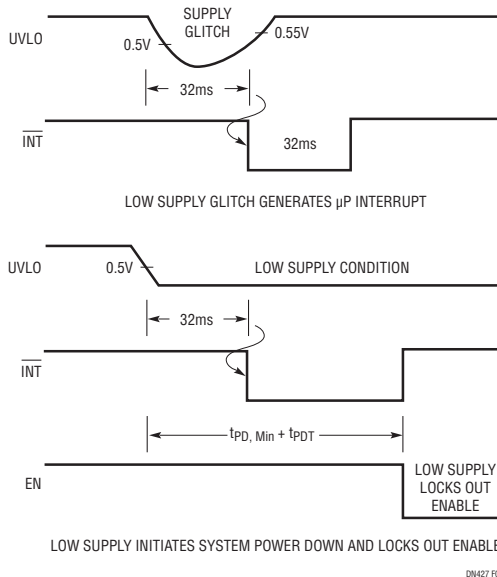 SUPPLY
GLITCH
UVLO
0.5V
0.55V
32ms
INT
32ms
LOW SUPPLY GLITCH GENERATES µP INTERRUPT
UVLO
0.5V
LOW SUPPLY CONDITION
32ms
INT
tPD, Min + tPDT
EN
LOW SUPPLY
LOCKS OUT
ENABLE
LOW SUPPLY INITIATES SYSTEM POWER DOWN AND LOCKS OUT ENABLE
DN427 F0